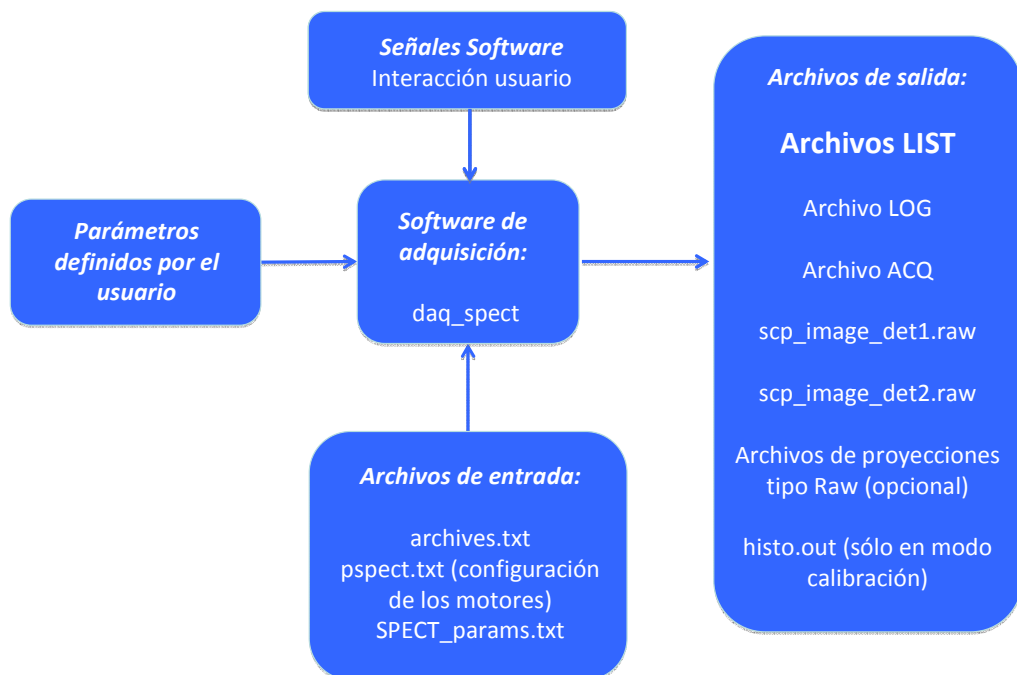 Señales Software
Interacción usuario
Parámetros
definidos por el
usuario
Software de
adquisición:
daq_spect
Archivos de entrada:
archives.txt
pspect.txt (configuración
de los motores)
SPECT_params.txt
Archivos de salida:
Archivos LIST
Archivo LOG
Archivo ACQ
scp_image_det1.raw
scp_image_det2.raw
Archivos de proyecciones
tipo Raw (opcional)
histo.out (sólo en modo
calibración)